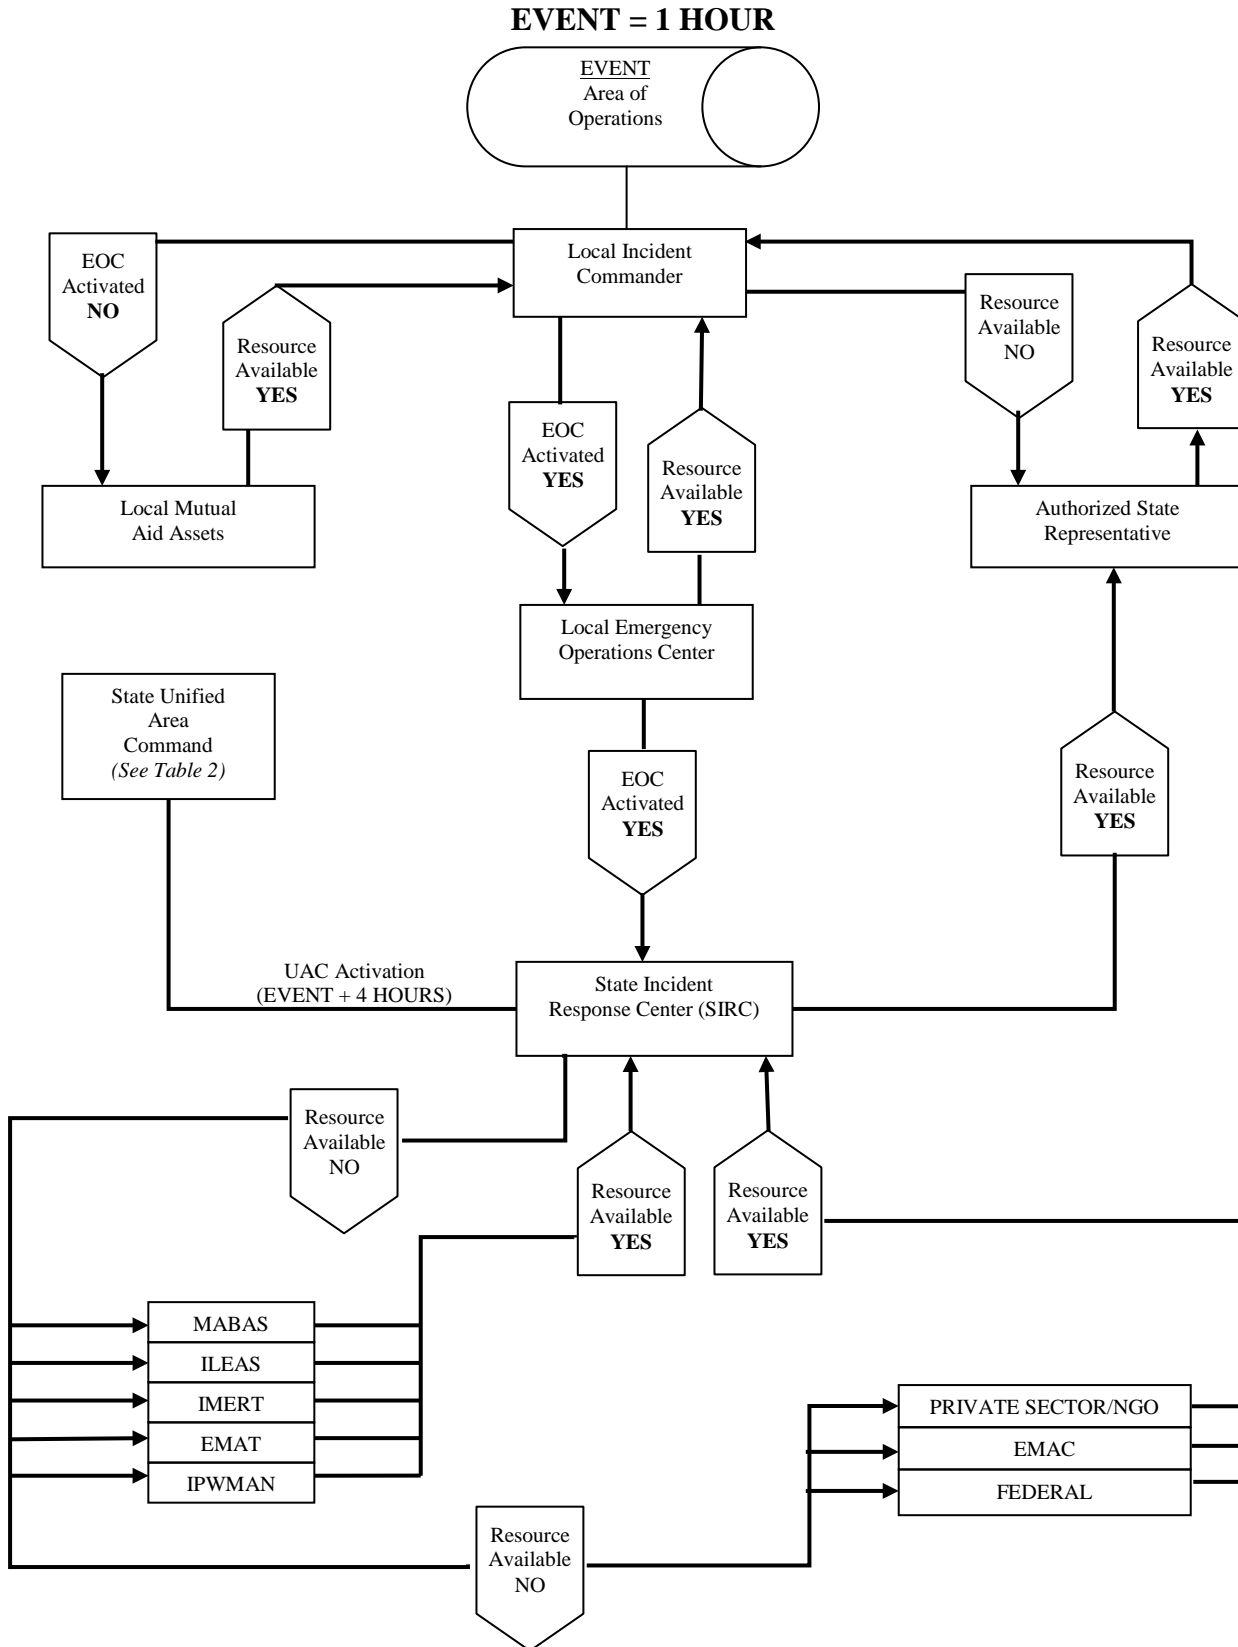 EVENT = 1 HOUR
EVENT
Area of
Operations
Local Incident
Commander
EOC
Activated
NO
Resource
Available
YES
EOC
Activated
YES
Resource
Available
YES
Resource
Available
NO
Resource
Available
YES
Local Mutual
Aid Assets
Authorized State
Representative
Local Emergency
Operations Center
State Unified
Area
Command
(See Table 2)
EOC
Activated
YES
Resource
Available
YES
UAC Activation
(EVENT + 4 HOURS)
State Incident
Response Center (SIRC)
Resource
Available
NO
Resource
Available
YES
Resource
Available
YES
MABAS
ILEAS
IMERT
EMAT
IPWMAN
PRIVATE SECTOR/NGO
EMAC
FEDERAL
Resource
Available
NO